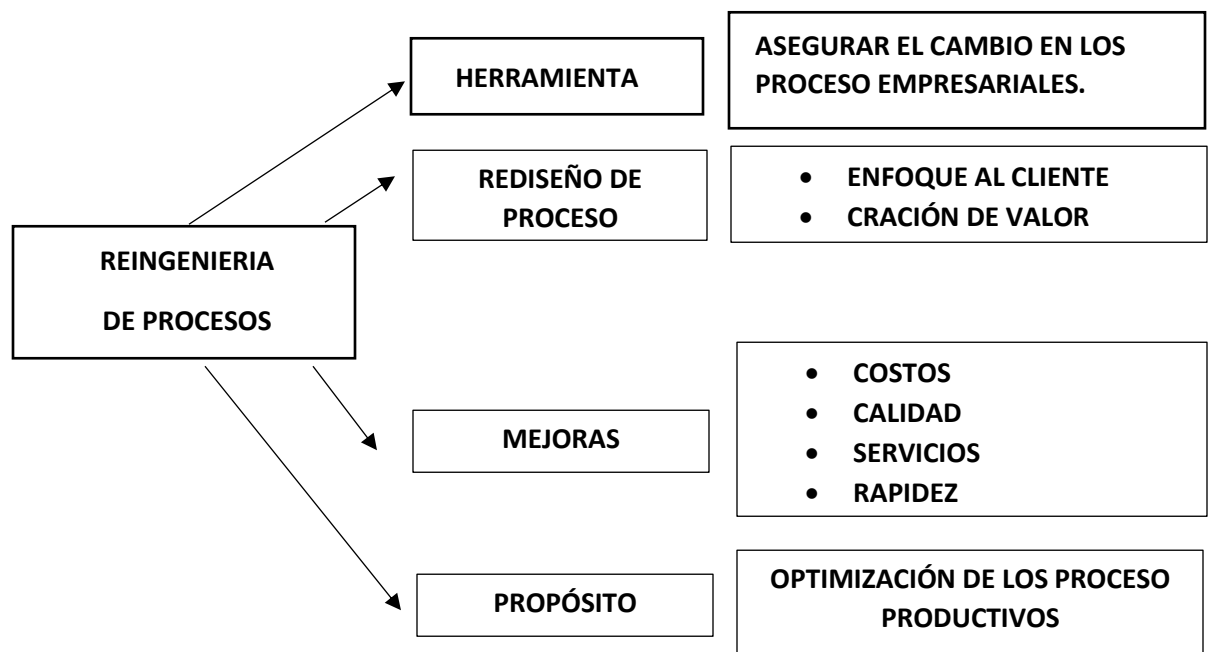 HERRAMIENTA
ASEGURAR EL CAMBIO EN LOS
PROCESO EMPRESARIALES.
REDISEÑO DE
PROCESO
• ENFOQUE AL CLIENTE
• CRACIÓN DE VALOR
REINGENIERIA
DE PROCESOS
MEJORAS
• COSTOS
• CALIDAD
• SERVICIOS
• RAPIDEZ
PROPÓSITO
OPTIMIZACIÓN DE LOS PROCESO
PRODUCTIVOS